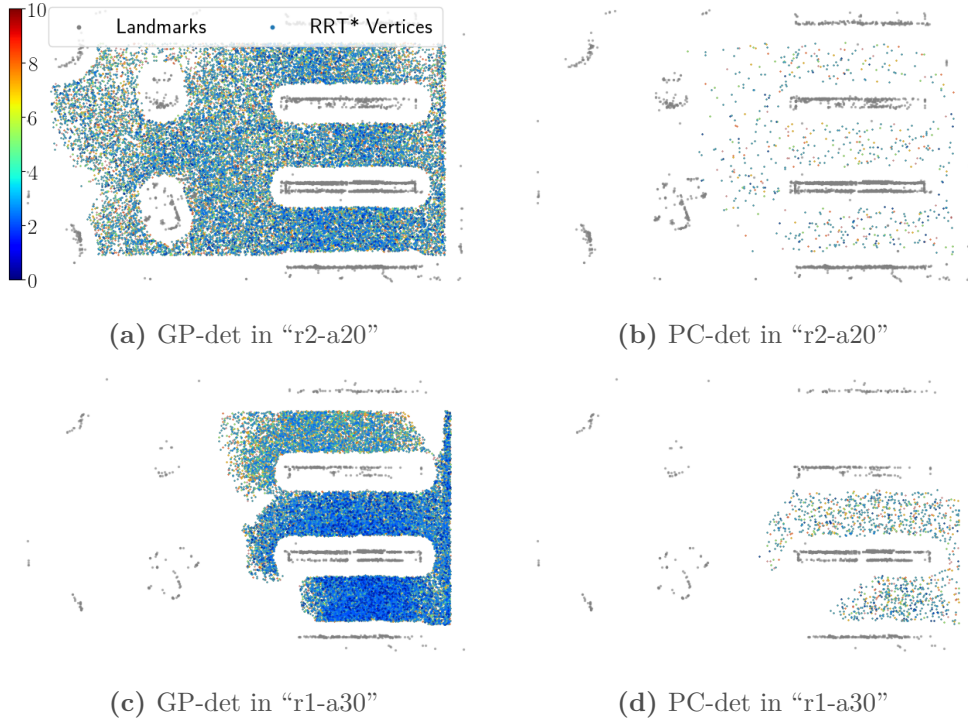 10
8
6
4
2
0
Landmarks RRT* Vertices
(a) GP-det in “r2-a20”
(b) PC-det in “r2-a20”
(c) GP-det in “r1-a30”
(d) PC-det in “r1-a30”